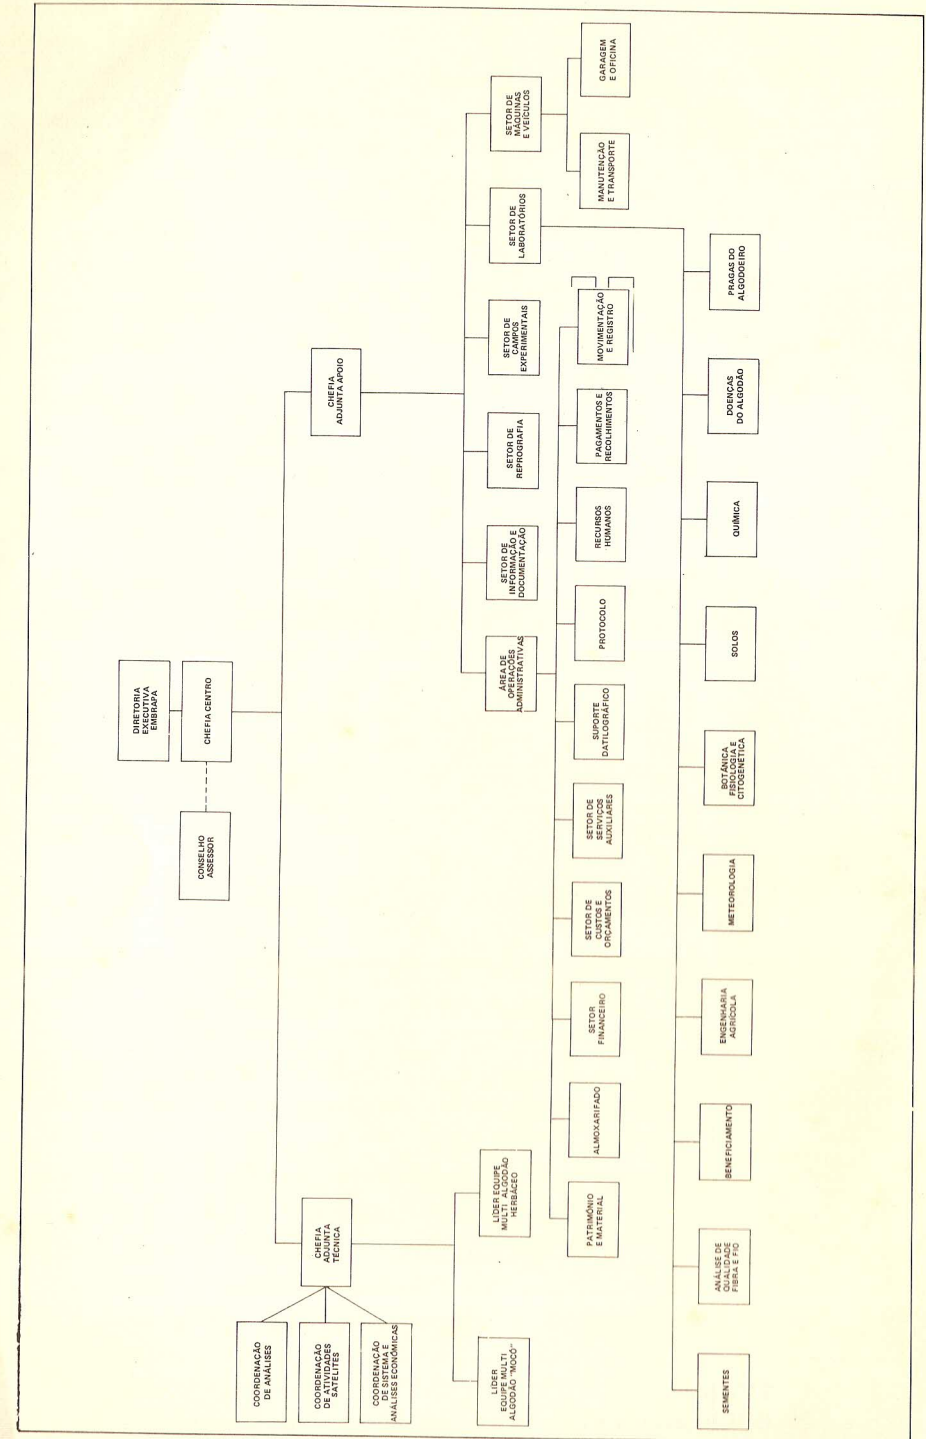 DIRETORIA
EXECUTIVA
EMBRAPA
CHEFIA CENTRO
CONSELHO
ASSESSOR
CHEFIA
ADJUNTA
TÉCNICA
CHEFIA
ADJUNTA APOIO
COORDENAÇÃO
DE ANÁLISES
COORDENAÇÃO
DE ATIVIDADES
SATELITES
COORDENAÇÃO
DE SISTEMA E
ANÁLISES ECONÔMICAS
LÍDER
EQUIPE MULTI
ALGODÃO "MOCÓ"
LÍDER EQUIPE
MULTI ALGODÃO
HERBÁCEO
ÁREA DE
OPERAÇÕES
ADMINISTRATIVAS
SETOR DE
INFORMAÇÃO E
DOCUMENTAÇÃO
SETOR DE
REPROGRAFIA
SETOR DE
CAMPOS
EXPERIMENTAIS
SETOR DE
LABORATÓRIOS
SETOR DE
MÁQUINAS
E VEÍCULOS
PATRIMÔNIO
E MATERIAL
ALMOXARIFADO
SETOR
FINANCEIRO
SETOR DE
CUSTOS E
ORÇAMENTOS
SETOR DE
SERVIÇOS
AUXILIARES
SUPORTE
DATILOGRÁFICO
PROTOCOLO
RECURSOS
HUMANOS
PAGAMENTOS E
RECOLHIMENTOS
MOVIMENTAÇÃO
E REGISTRO
MANUTENÇÃO
E TRANSPORTE
GARAGEM
E OFICINA
SEMENTES
ANÁLISE DE
QUALIDADE
FIBRA E FIO
BENEFICIAMENTO
ENGENHARIA
AGRÍCOLA
METEOROLOGIA
BOTÂNICA
FISIOLOGIA E
CITOGENÉTICA
SOLOS
QUÍMICA
DOENÇAS
DO ALGODÃO
PRAGAS DO
ALGODOEIRO